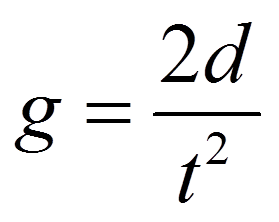 g = 2d / t²